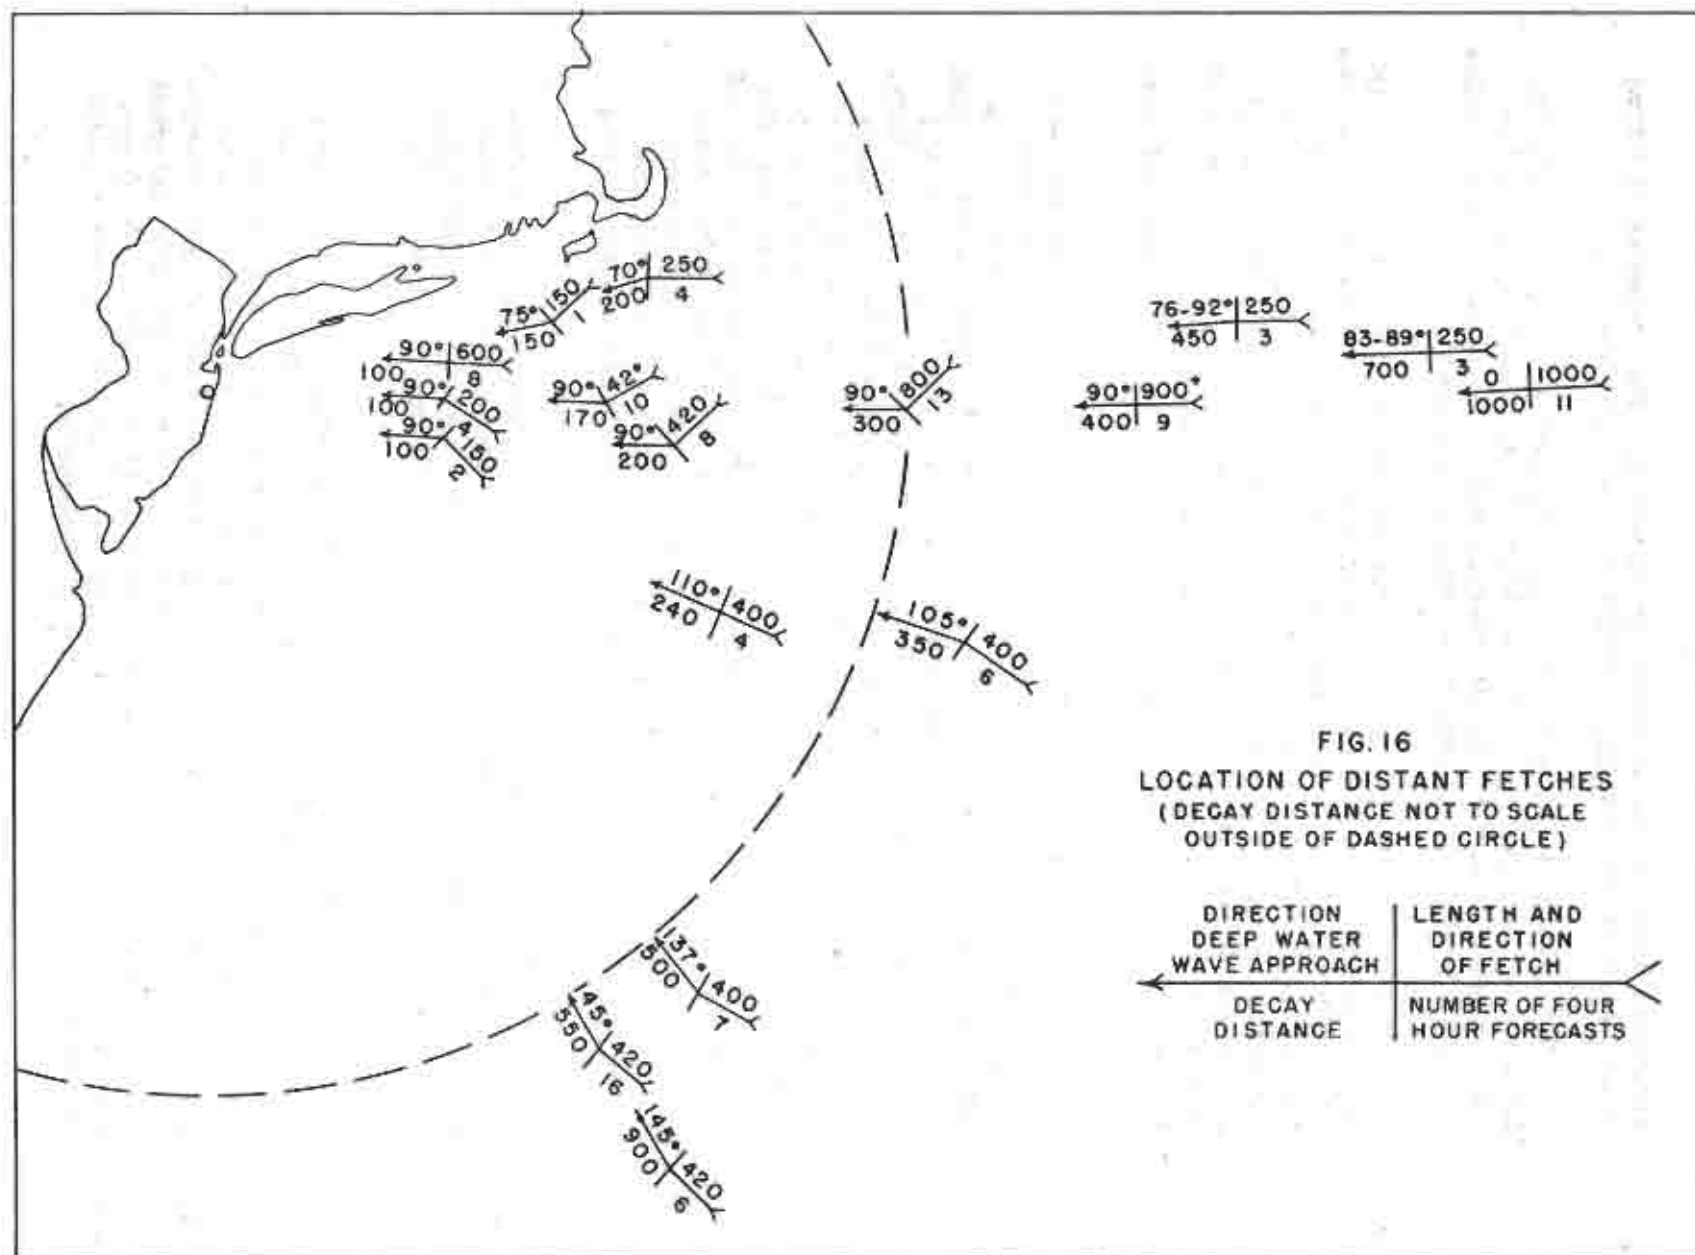 70° 250
200 4
75° 150
150 1
76-92° 250
450 3
83-89° 250
700 3
0 1000
1000 11
90° 600
100 8
90° 200
100 4
90° 150
100 2
90° 42°
170 10
90° 420
200 8
90° 800
300 13
90° 900°
400 9
110° 400
240 4
105° 400
350 6
FIG. 16
LOCATION OF DISTANT FETCHES
(DECAY DISTANCE NOT TO SCALE
OUTSIDE OF DASHED CIRCLE)
DIRECTION
DEEP WATER
WAVE APPROACH
LENGTH AND
DIRECTION
OF FETCH
DECAY
DISTANCE
NUMBER OF FOUR
HOUR FORECASTS
137° 400
500 7
145° 420
550 16
145° 420
900 6